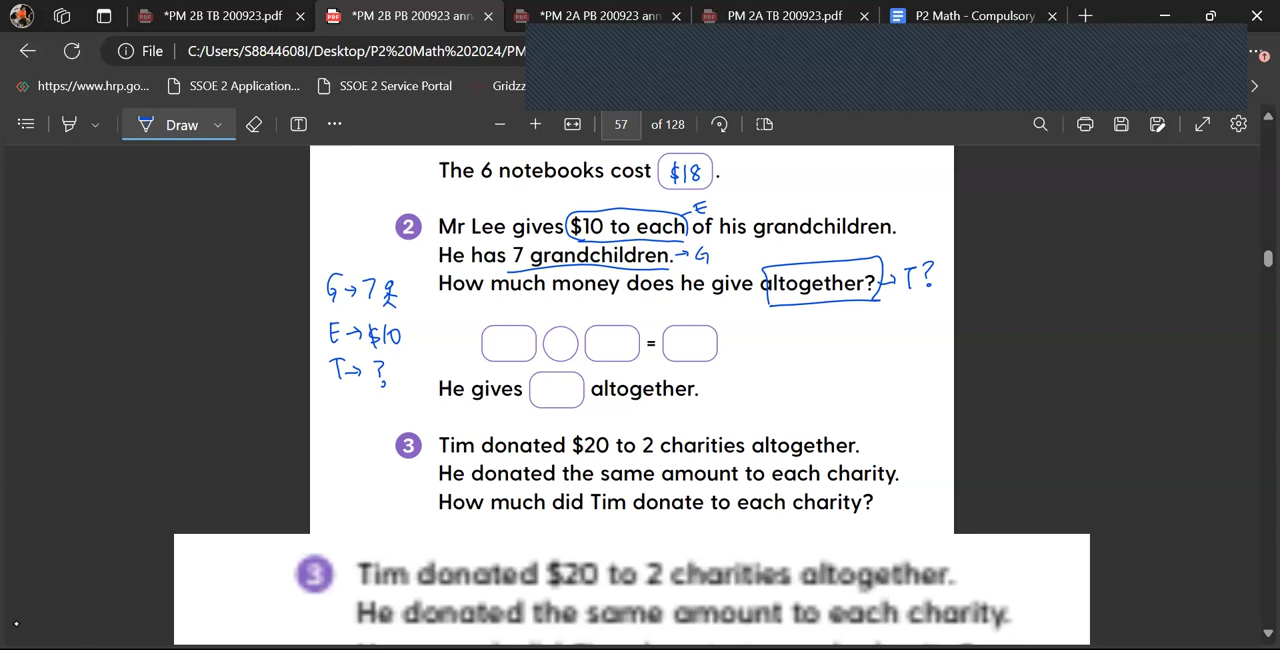 *PM 2B TB 200923.pdf
*PM 2B PB 200923 ann
*PM 2A PB 200923 ann
PM 2A TB 200923.pdf
P2 Math - Compulsory
File
C:/Users/S8844608I/Desktop/P2%20Math%202024/PM
https://www.hrp.go...
SSOE 2 Application...
SSOE 2 Service Portal
Gridzz
Draw
57
of 128
The 6 notebooks cost $18.
E
2 Mr Lee gives $10 to each of his grandchildren.
He has 7 grandchildren. → G
How much money does he give altogether? → T?
G → 7
E → $10
T → ?
=
He gives altogether.
3 Tim donated $20 to 2 charities altogether.
He donated the same amount to each charity.
How much did Tim donate to each charity?
3 Tim donated $20 to 2 charities altogether.
He donated the same amount to each charity.